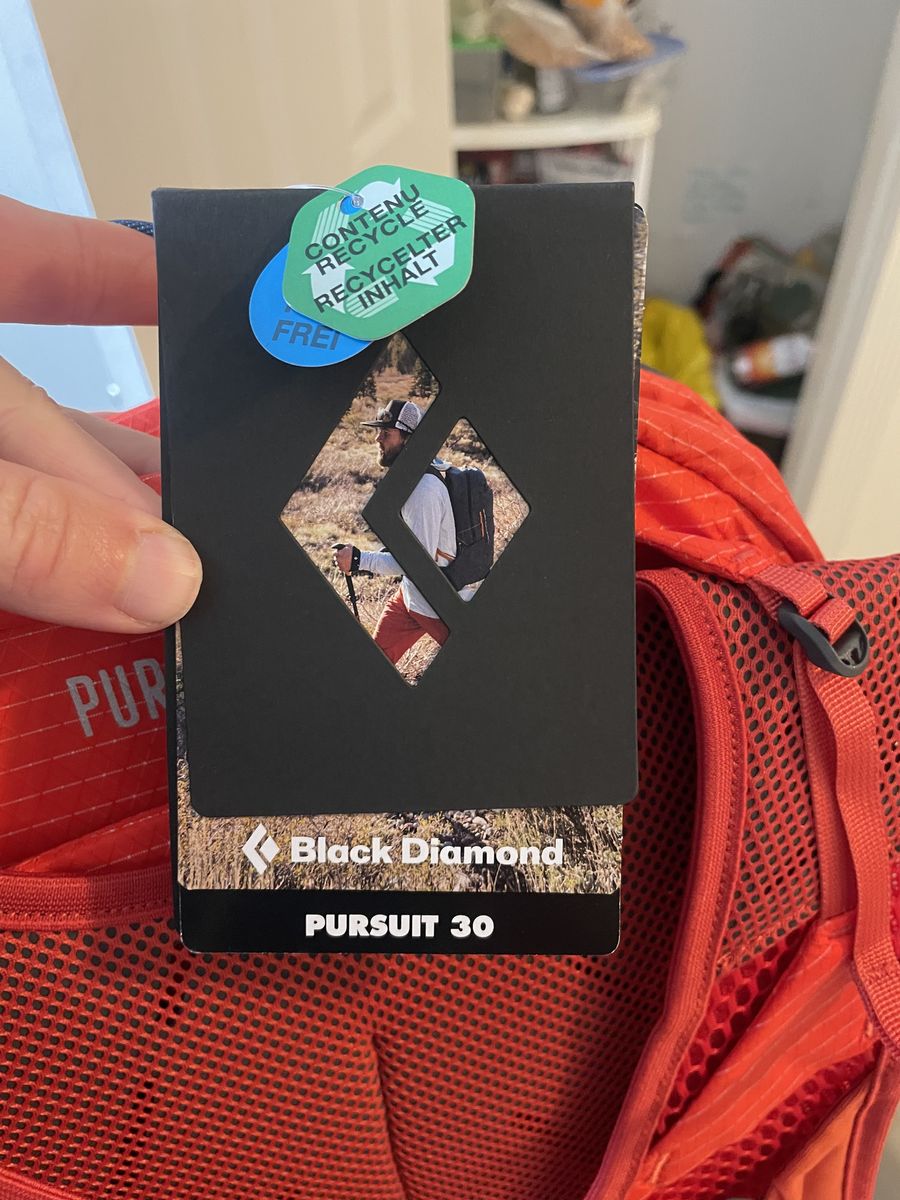 CONTENU
RECYCLE
RECYCELTER
INHALT
FREI
PUR
Black Diamond
PURSUIT 30